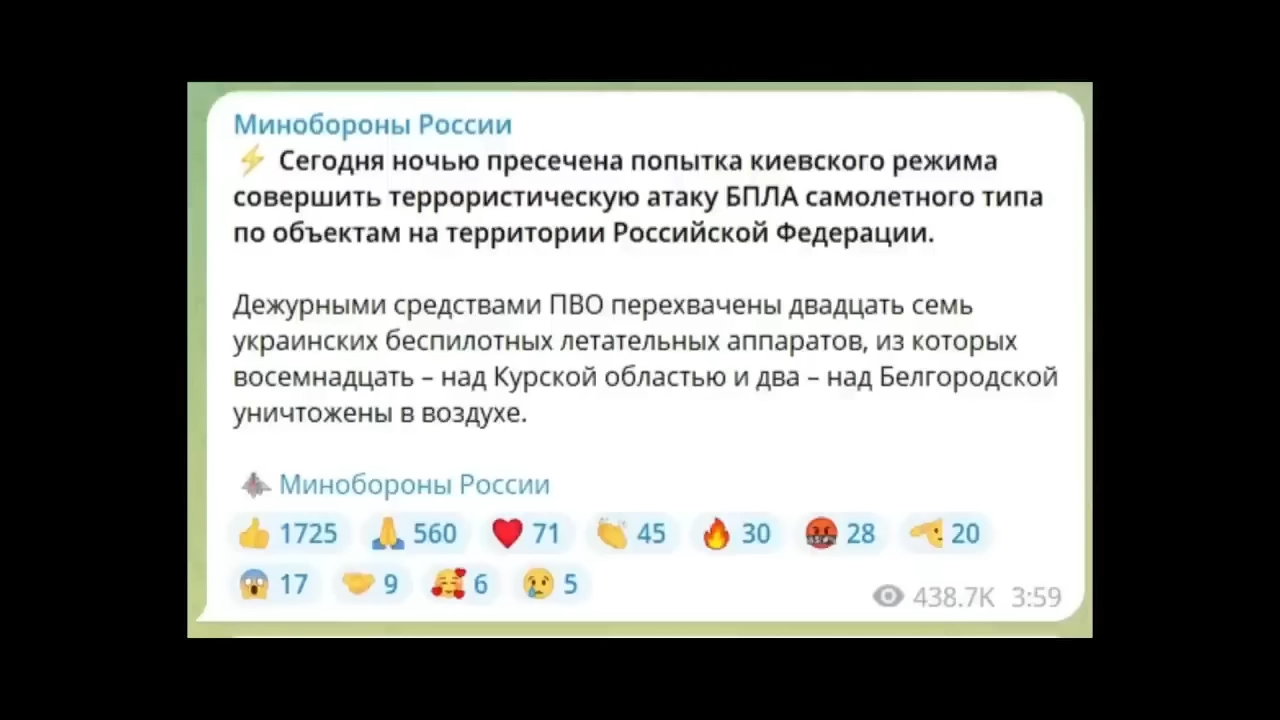 Минобороны России
⚡ Сегодня ночью пресечена попытка киевского режима
совершить террористическую атаку БПЛА самолетного типа
по объектам на территории Российской Федерации.
Дежурными средствами ПВО перехвачены двадцать семь
украинских беспилотных летательных аппаратов, из которых
восемнадцать – над Курской областью и два – над Белгородской
уничтожены в воздухе.
Минобороны России
👍 1725 🙏 560 ❤️ 71 👏 45 🔥 30 🤬 28 🫡 20
😱 17 🤝 9 🥰 6 😢 5
438.7K 3:59